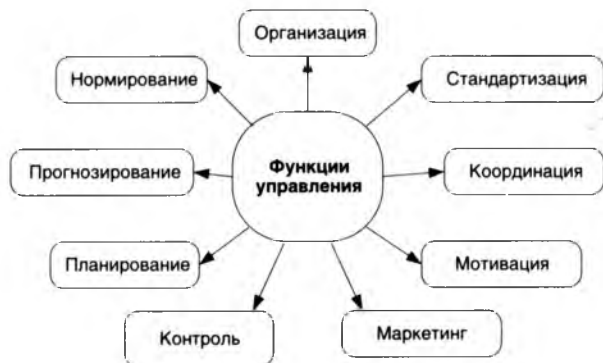 Организация
Нормирование
Стандартизация
Прогнозирование
Функции
управления
Координация
Планирование
Мотивация
Контроль
Маркетинг